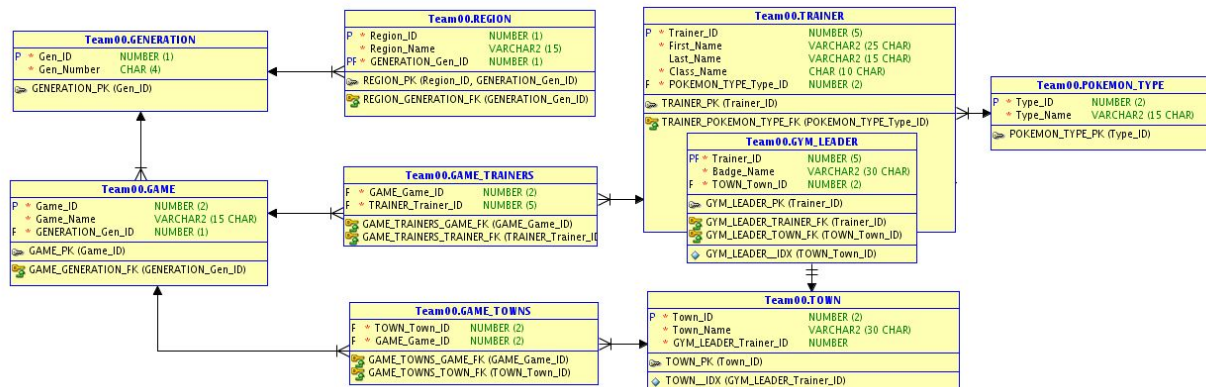 Team00.GENERATION
P * Gen_ID NUMBER (1)
* Gen_Number CHAR (4)
GENERATION_PK (Gen_ID)
Team00.REGION
P * Region_ID NUMBER (1)
* Region_Name VARCHAR2 (15)
PF * GENERATION_Gen_ID NUMBER (1)
REGION_PK (Region_ID, GENERATION_Gen_ID)
REGION_GENERATION_FK (GENERATION_Gen_ID)
Team00.TRAINER
P * Trainer_ID NUMBER (5)
* First_Name VARCHAR2 (25 CHAR)
Last_Name VARCHAR2 (15 CHAR)
* Class_Name CHAR (10 CHAR)
F * POKEMON_TYPE_Type_ID NUMBER (2)
TRAINER_PK (Trainer_ID)
TRAINER_POKEMON_TYPE_FK (POKEMON_TYPE_Type_ID)
Team00.POKEMON_TYPE
P * Type_ID NUMBER (2)
* Type_Name VARCHAR2 (15 CHAR)
POKEMON_TYPE_PK (Type_ID)
Team00.GYM_LEADER
PF * Trainer_ID NUMBER (5)
* Badge_Name VARCHAR2 (30 CHAR)
F * TOWN_Town_ID NUMBER (2)
GYM_LEADER_PK (Trainer_ID)
GYM_LEADER_TRAINER_FK (Trainer_ID)
GYM_LEADER_TOWN_FK (TOWN_Town_ID)
GYM_LEADER__IDX (TOWN_Town_ID)
Team00.GAME
P * Game_ID NUMBER (2)
* Game_Name VARCHAR2 (15 CHAR)
F * GENERATION_Gen_ID NUMBER (1)
GAME_PK (Game_ID)
GAME_GENERATION_FK (GENERATION_Gen_ID)
Team00.GAME_TRAINERS
F * GAME_Game_ID NUMBER (2)
F * TRAINER_Trainer_ID NUMBER (5)
GAME_TRAINERS_GAME_FK (GAME_Game_ID)
GAME_TRAINERS_TRAINER_FK (TRAINER_Trainer_ID
Team00.GAME_TOWNS
F * TOWN_Town_ID NUMBER (2)
F * GAME_Game_ID NUMBER (2)
GAME_TOWNS_GAME_FK (GAME_Game_ID)
GAME_TOWNS_TOWN_FK (TOWN_Town_ID)
Team00.TOWN
P * Town_ID NUMBER (2)
* Town_Name VARCHAR2 (30 CHAR)
* GYM_LEADER_Trainer_ID NUMBER
TOWN_PK (Town_ID)
TOWN__IDX (GYM_LEADER_Trainer_ID)